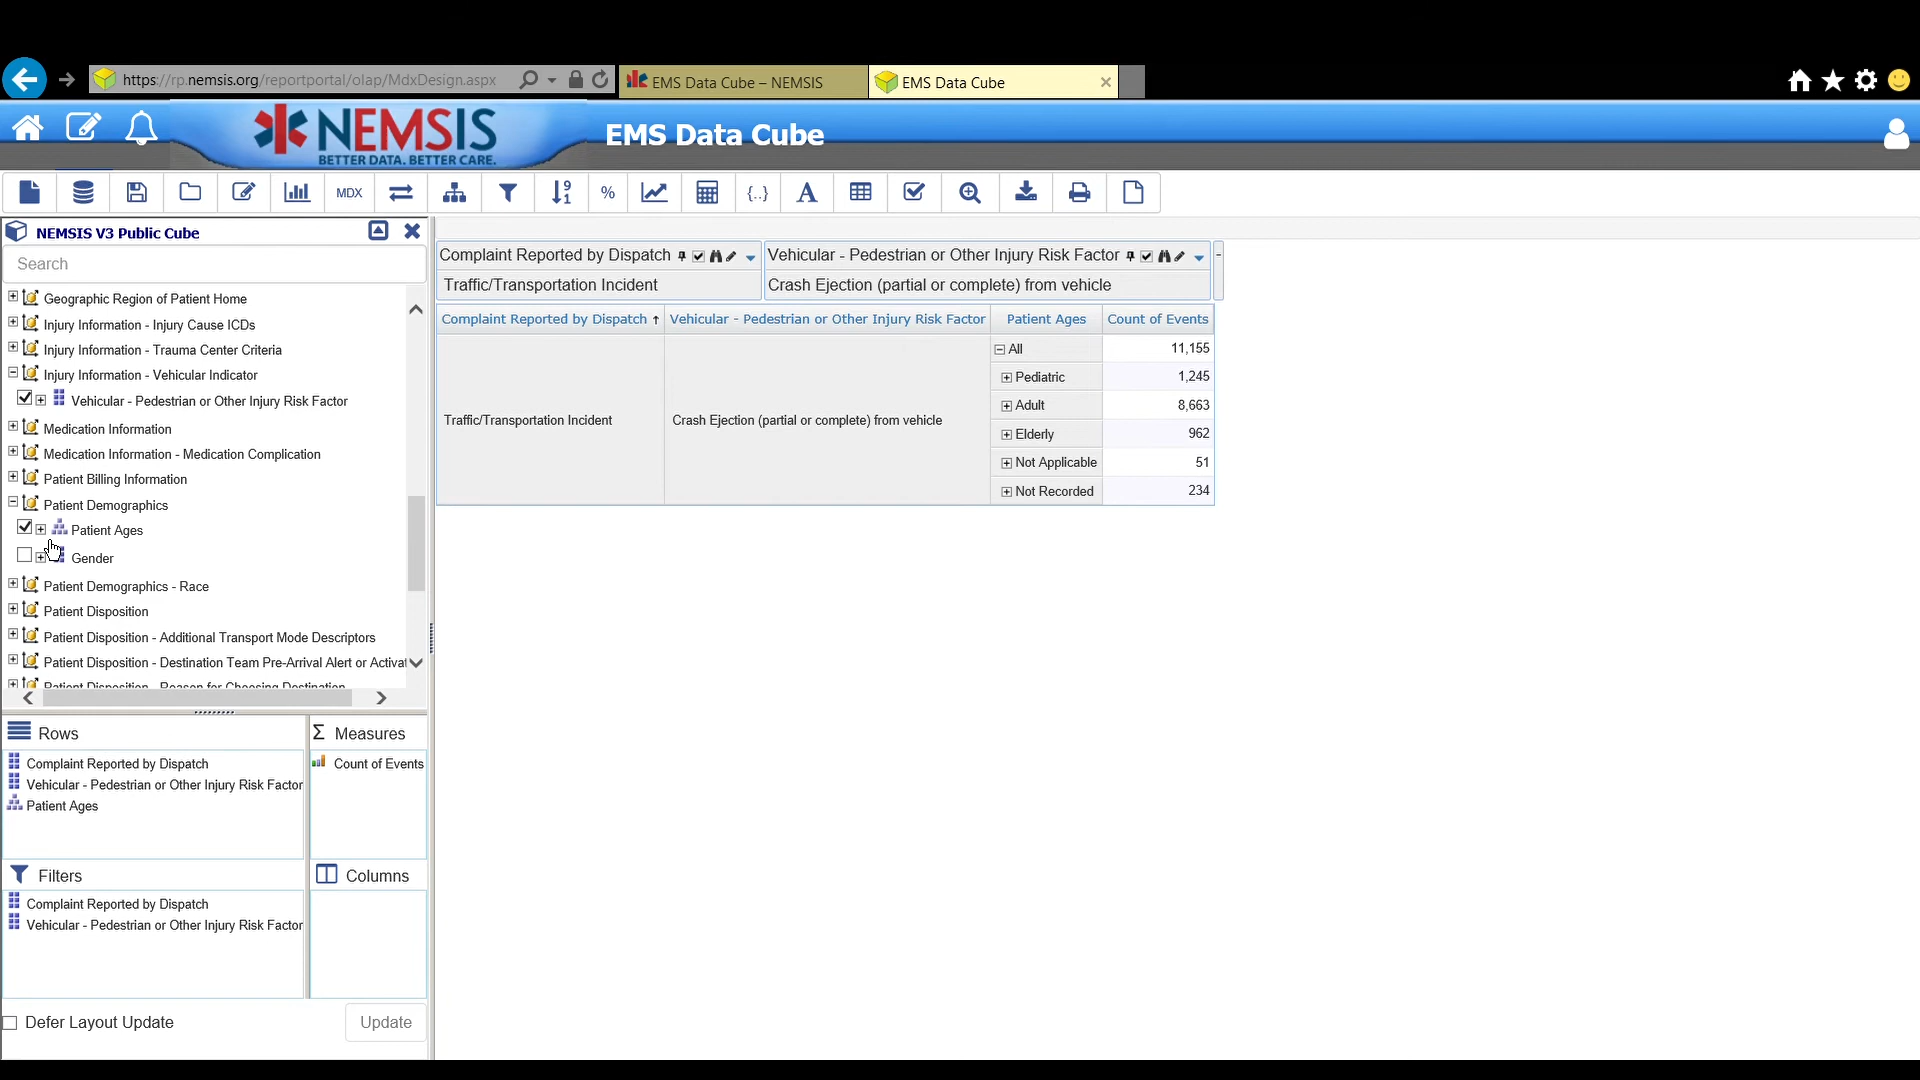 https://rp.nemsis.org/reportportal/olap/MdxDesign.aspx
EMS Data Cube – NEMSIS
EMS Data Cube
NEMSIS
BETTER DATA. BETTER CARE.
EMS Data Cube
MDX
%
{..}
NEMSIS V3 Public Cube
Search
Geographic Region of Patient Home
Injury Information - Injury Cause ICDs
Injury Information - Trauma Center Criteria
Injury Information - Vehicular Indicator
Vehicular - Pedestrian or Other Injury Risk Factor
Medication Information
Medication Information - Medication Complication
Patient Billing Information
Patient Demographics
Patient Ages
Gender
Patient Demographics - Race
Patient Disposition
Patient Disposition - Additional Transport Mode Descriptors
Patient Disposition - Destination Team Pre-Arrival Alert or Activat
Patient Disposition - Reason for Choosing Destination
Rows
Complaint Reported by Dispatch
Vehicular - Pedestrian or Other Injury Risk Factor
Patient Ages
Measures
Count of Events
Filters
Complaint Reported by Dispatch
Vehicular - Pedestrian or Other Injury Risk Factor
Columns
Defer Layout Update
Update
Complaint Reported by Dispatch
Traffic/Transportation Incident
Vehicular - Pedestrian or Other Injury Risk Factor
Crash Ejection (partial or complete) from vehicle
Complaint Reported by Dispatch Vehicular - Pedestrian or Other Injury Risk Factor Patient Ages Count of Events
Traffic/Transportation Incident
Crash Ejection (partial or complete) from vehicle
All 11,155
Pediatric 1,245
Adult 8,663
Elderly 962
Not Applicable 51
Not Recorded 234